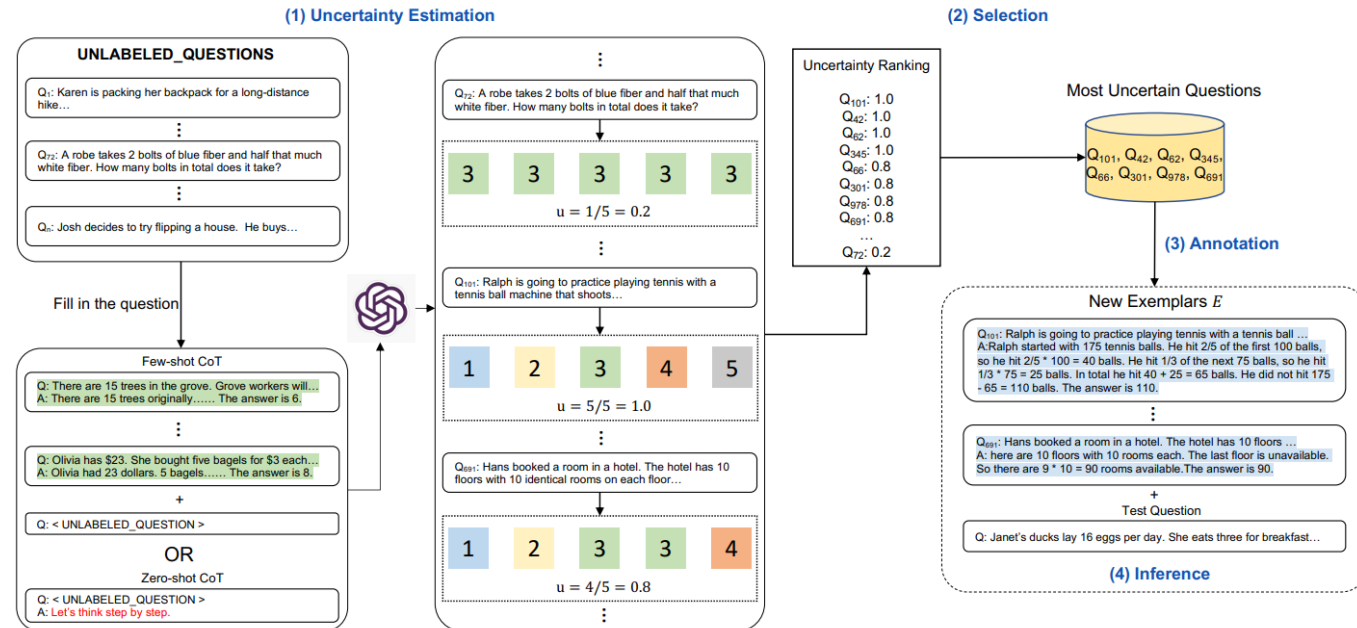 (1) Uncertainty Estimation
UNLABELED_QUESTIONS
Q1: Karen is packing her backpack for a long-distance
hike…
⋮
Q72: A robe takes 2 bolts of blue fiber and half that much
white fiber. How many bolts in total does it take?
⋮
Qn: Josh decides to try flipping a house. He buys…
Fill in the question
Few-shot CoT
Q: There are 15 trees in the grove. Grove workers will…
A: There are 15 trees originally…… The answer is 6.
⋮
Q: Olivia has $23. She bought five bagels for $3 each…
A: Olivia had 23 dollars. 5 bagels…… The answer is 8.
+
Q: < UNLABELED_QUESTION >
OR
Zero-shot CoT
Q: < UNLABELED_QUESTION >
A: Let's think step by step.
⋮
Q72: A robe takes 2 bolts of blue fiber and half that much
white fiber. How many bolts in total does it take?
3 3 3 3 3
u = 1/5 = 0.2
⋮
Q101: Ralph is going to practice playing tennis with a
tennis ball machine that shoots…
1 2 3 4 5
u = 5/5 = 1.0
⋮
Q691: Hans booked a room in a hotel. The hotel has 10
floors with 10 identical rooms on each floor…
1 2 3 3 4
u = 4/5 = 0.8
⋮
(2) Selection
Uncertainty Ranking
Q101: 1.0
Q42: 1.0
Q62: 1.0
Q345: 1.0
Q66: 0.8
Q301: 0.8
Q978: 0.8
Q691: 0.8
…
Q72: 0.2
Most Uncertain Questions
Q101, Q42, Q62, Q345,
Q66, Q301, Q978, Q691
(3) Annotation
New Exemplars E
Q101: Ralph is going to practice playing tennis with a tennis ball …
A:Ralph started with 175 tennis balls. He hit 2/5 of the first 100 balls,
so he hit 2/5 * 100 = 40 balls. He hit 1/3 of the next 75 balls, so he hit
1/3 * 75 = 25 balls. In total he hit 40 + 25 = 65 balls. He did not hit 175
- 65 = 110 balls. The answer is 110.
⋮
Q691: Hans booked a room in a hotel. The hotel has 10 floors …
A: here are 10 floors with 10 rooms each. The last floor is unavailable.
So there are 9 * 10 = 90 rooms available.The answer is 90.
+
Test Question
Q: Janet's ducks lay 16 eggs per day. She eats three for breakfast…
(4) Inference